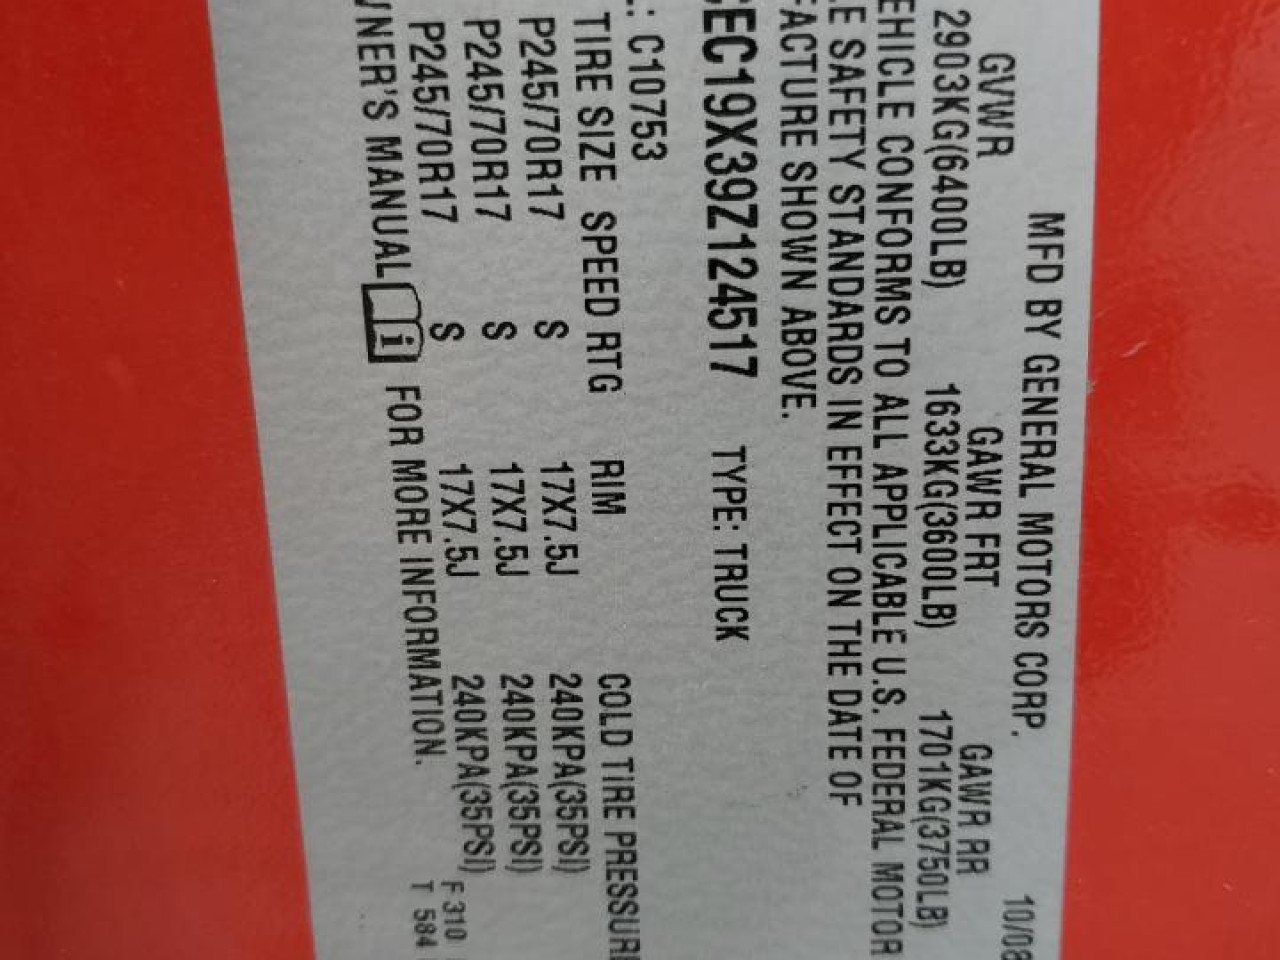 MFD BY GENERAL MOTORS CORP. 10/08
GVWR GAWR FRT GAWR RR
2903KG(6400LB) 1633KG(3600LB) 1701KG(3750LB)
EHICLE CONFORMS TO ALL APPLICABLE U.S. FEDERAL MOTOR
LE SAFETY STANDARDS IN EFFECT ON THE DATE OF
FACTURE SHOWN ABOVE.
EC19X39Z124517 TYPE: TRUCK
: C10753
TIRE SIZE SPEED RTG RIM COLD TIRE PRESSUR
P245/70R17 S 17X7.5J 240KPA(35PSI)
P245/70R17 S 17X7.5J 240KPA(35PSI)
P245/70R17 S 17X7.5J 240KPA(35PSI) F 310
WNER'S MANUAL i FOR MORE INFORMATION. T 584